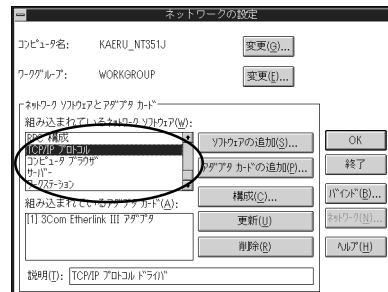 ネットワークの設定
コンピュータ名: KAERU_NT351J 変更(G)...
ワークグループ: WORKGROUP 変更(E)...
ネットワーク ソフトウェアとアダプタ カード
組み込まれているネットワーク ソフトウェア(W):
RPC 構成
TCP/IP プロトコル
コンピュータ ブラウザ
サーバー
ワークステーション
ソフトウェアの追加(S)...
アダプタ カードの追加(P)...
組み込まれているアダプタ カード(A):
[1] 3Com Etherlink III アダプタ
構成(C)...
更新(U)
削除(R)
説明(T): TCP/IP プロトコル ドライバ
OK
終了
バインド(B)...
ネットワーク(N)...
ヘルプ(H)